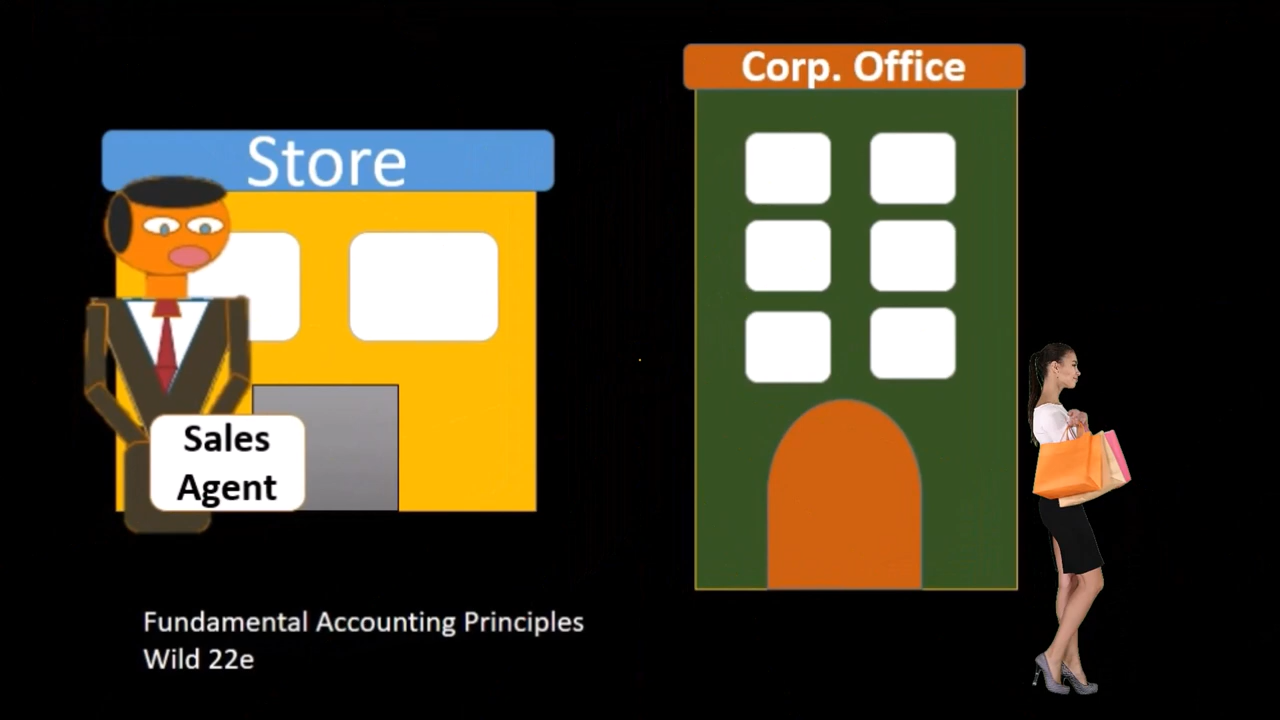 Corp. Office
Store
Sales
Agent
Fundamental Accounting Principles
Wild 22e